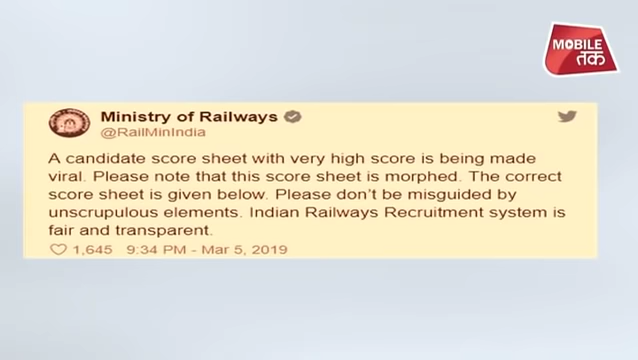 MOBILE
तक
Ministry of Railways
@RailMinIndia
A candidate score sheet with very high score is being made
viral. Please note that this score sheet is morphed. The correct
score sheet is given below. Please don't be misguided by
unscrupulous elements. Indian Railways Recruitment system is
fair and transparent.
1,645 9:34 PM - Mar 5, 2019